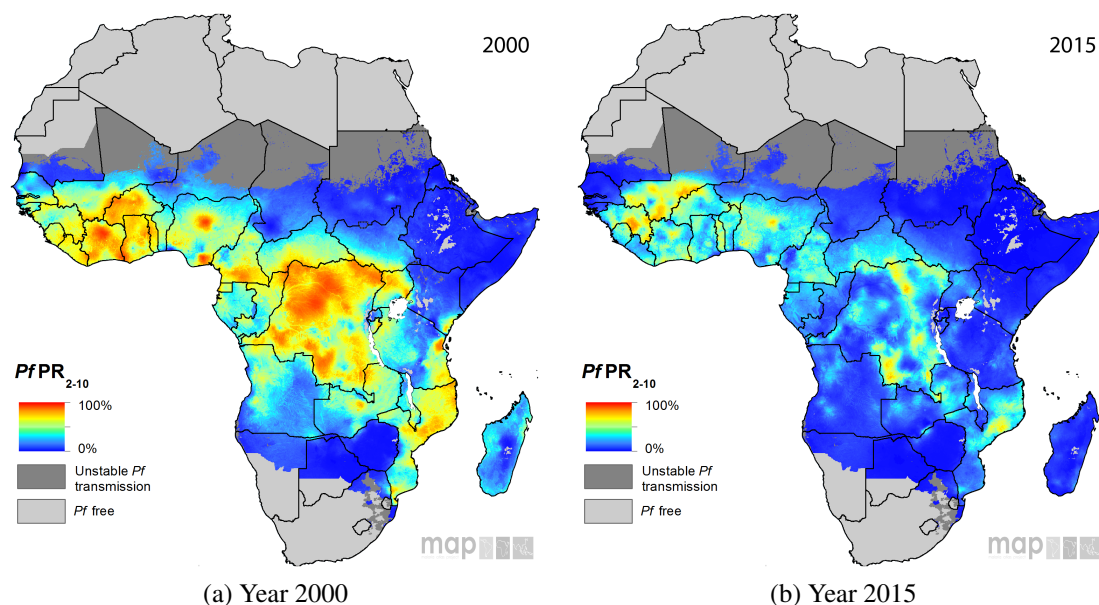 2000
Pf PR2-10
100%
0%
Unstable Pf
transmission
Pf free
map
(a) Year 2000
2015
Pf PR2-10
100%
0%
Unstable Pf
transmission
Pf free
map
(b) Year 2015